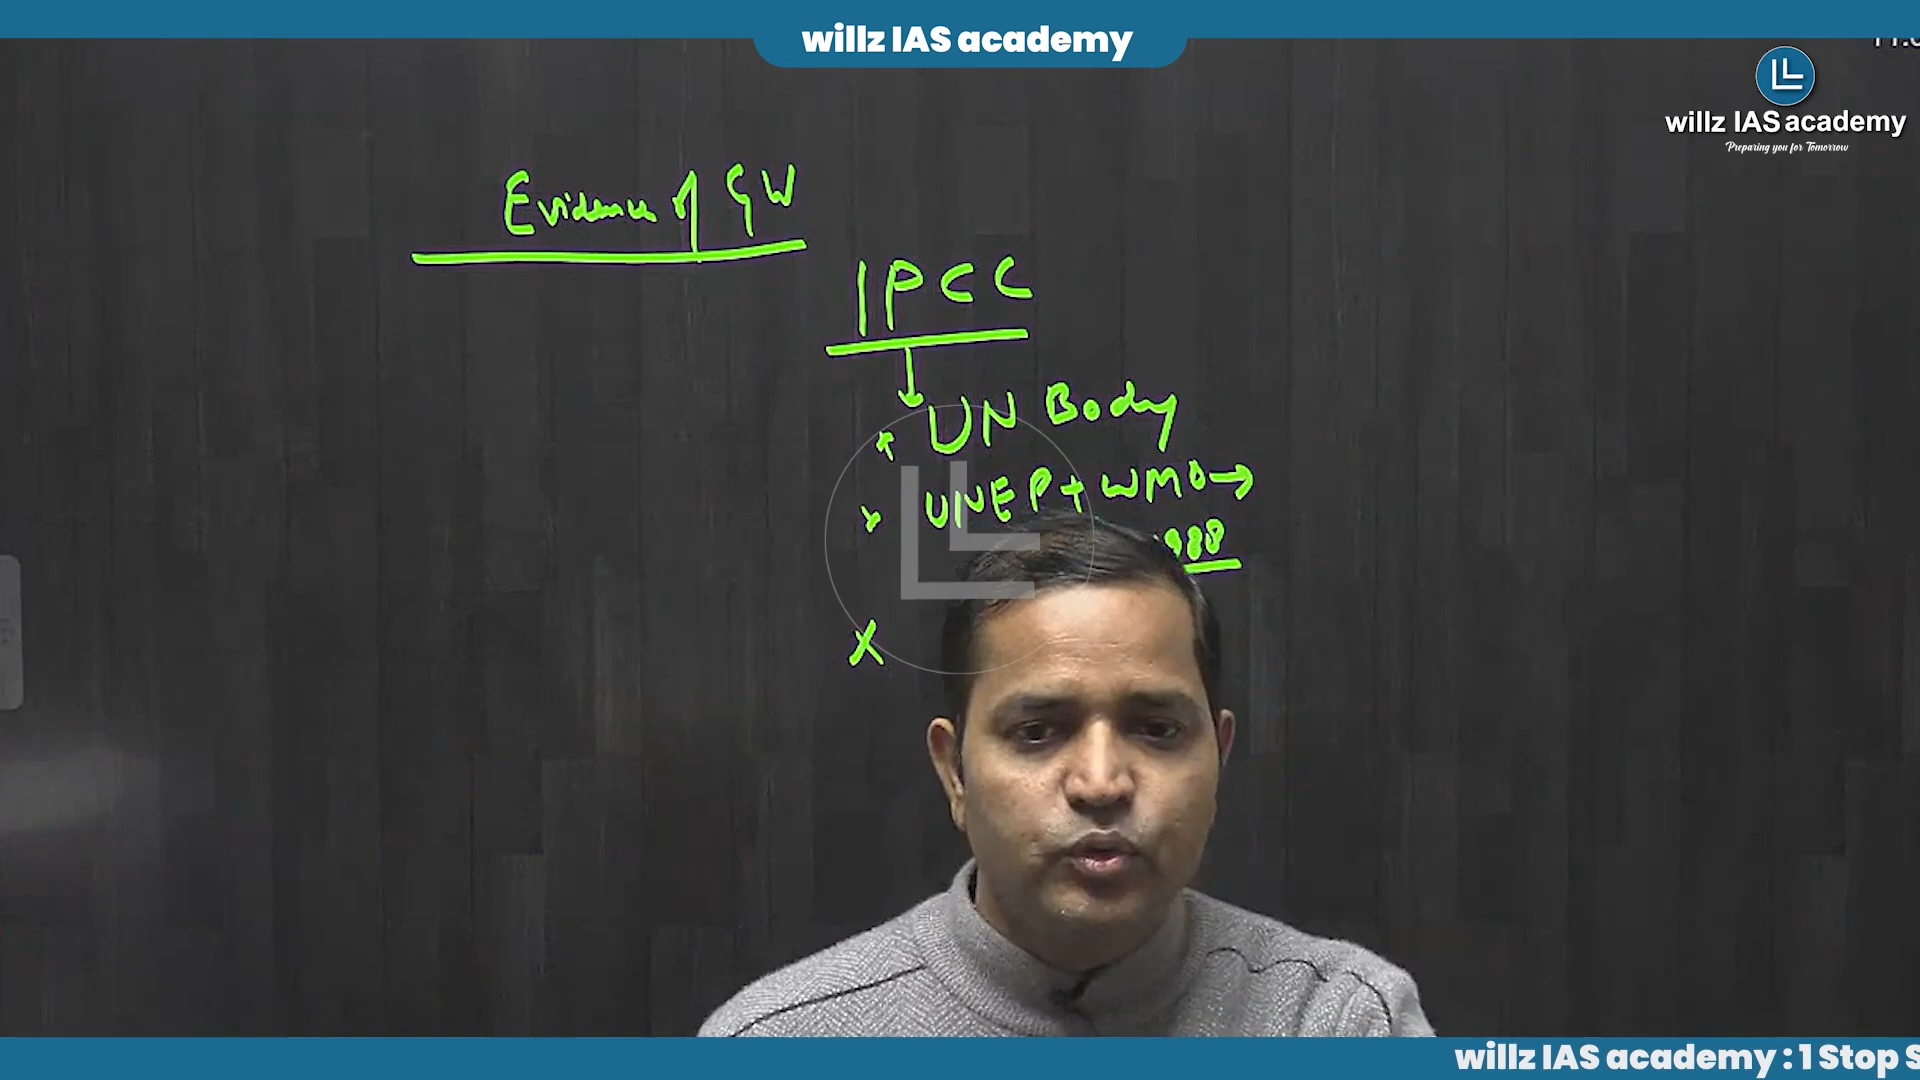 willz IAS academy
willz IAS academy
Preparing you for Tomorrow
Evidence of GW
IPCC
* UN Body
* UNEP + WMO →
1988
*
willz IAS academy : 1 Stop S